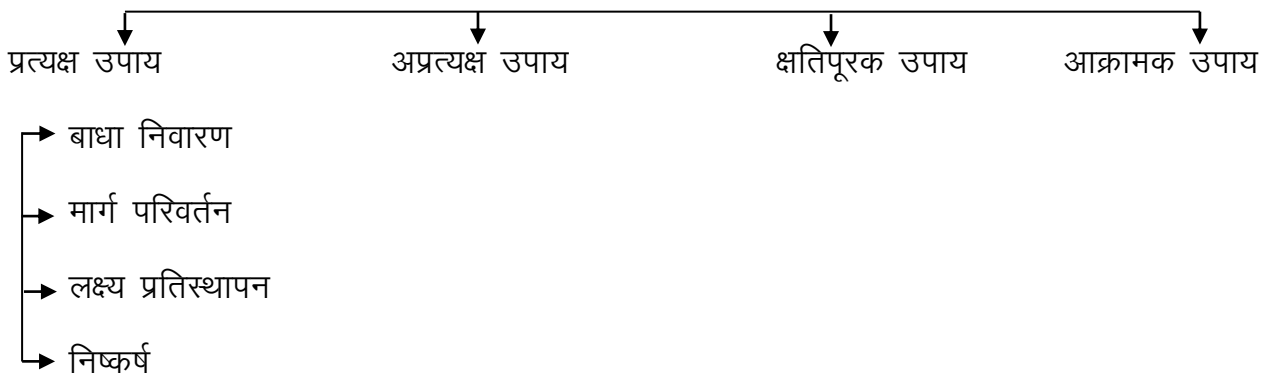 प्रत्यक्ष उपाय अप्रत्यक्ष उपाय क्षतिपूरक उपाय आक्रामक उपाय
बाधा निवारण
मार्ग परिवर्तन
लक्ष्य प्रतिस्थापन
निष्कर्ष